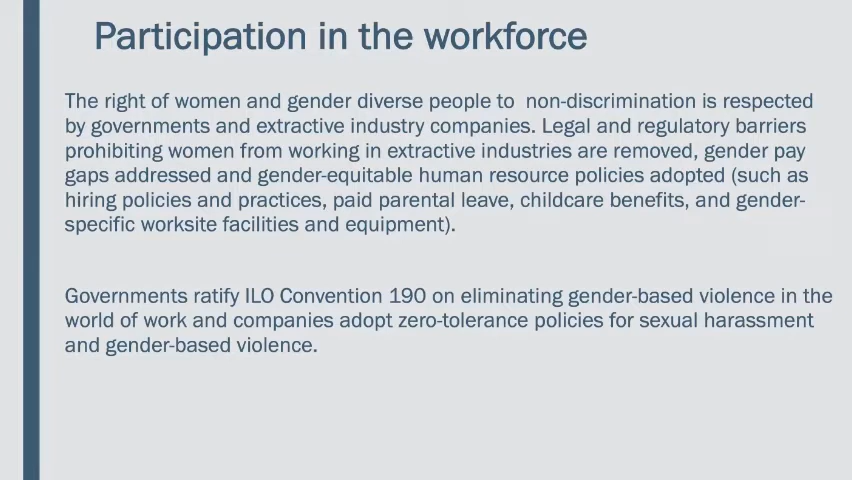 Participation in the workforce
The right of women and gender diverse people to  non-discrimination is respected
by governments and extractive industry companies. Legal and regulatory barriers
prohibiting women from working in extractive industries are removed, gender pay
gaps addressed and gender-equitable human resource policies adopted (such as
hiring policies and practices, paid parental leave, childcare benefits, and gender-
specific worksite facilities and equipment).
Governments ratify ILO Convention 190 on eliminating gender-based violence in the
world of work and companies adopt zero-tolerance policies for sexual harassment
and gender-based violence.